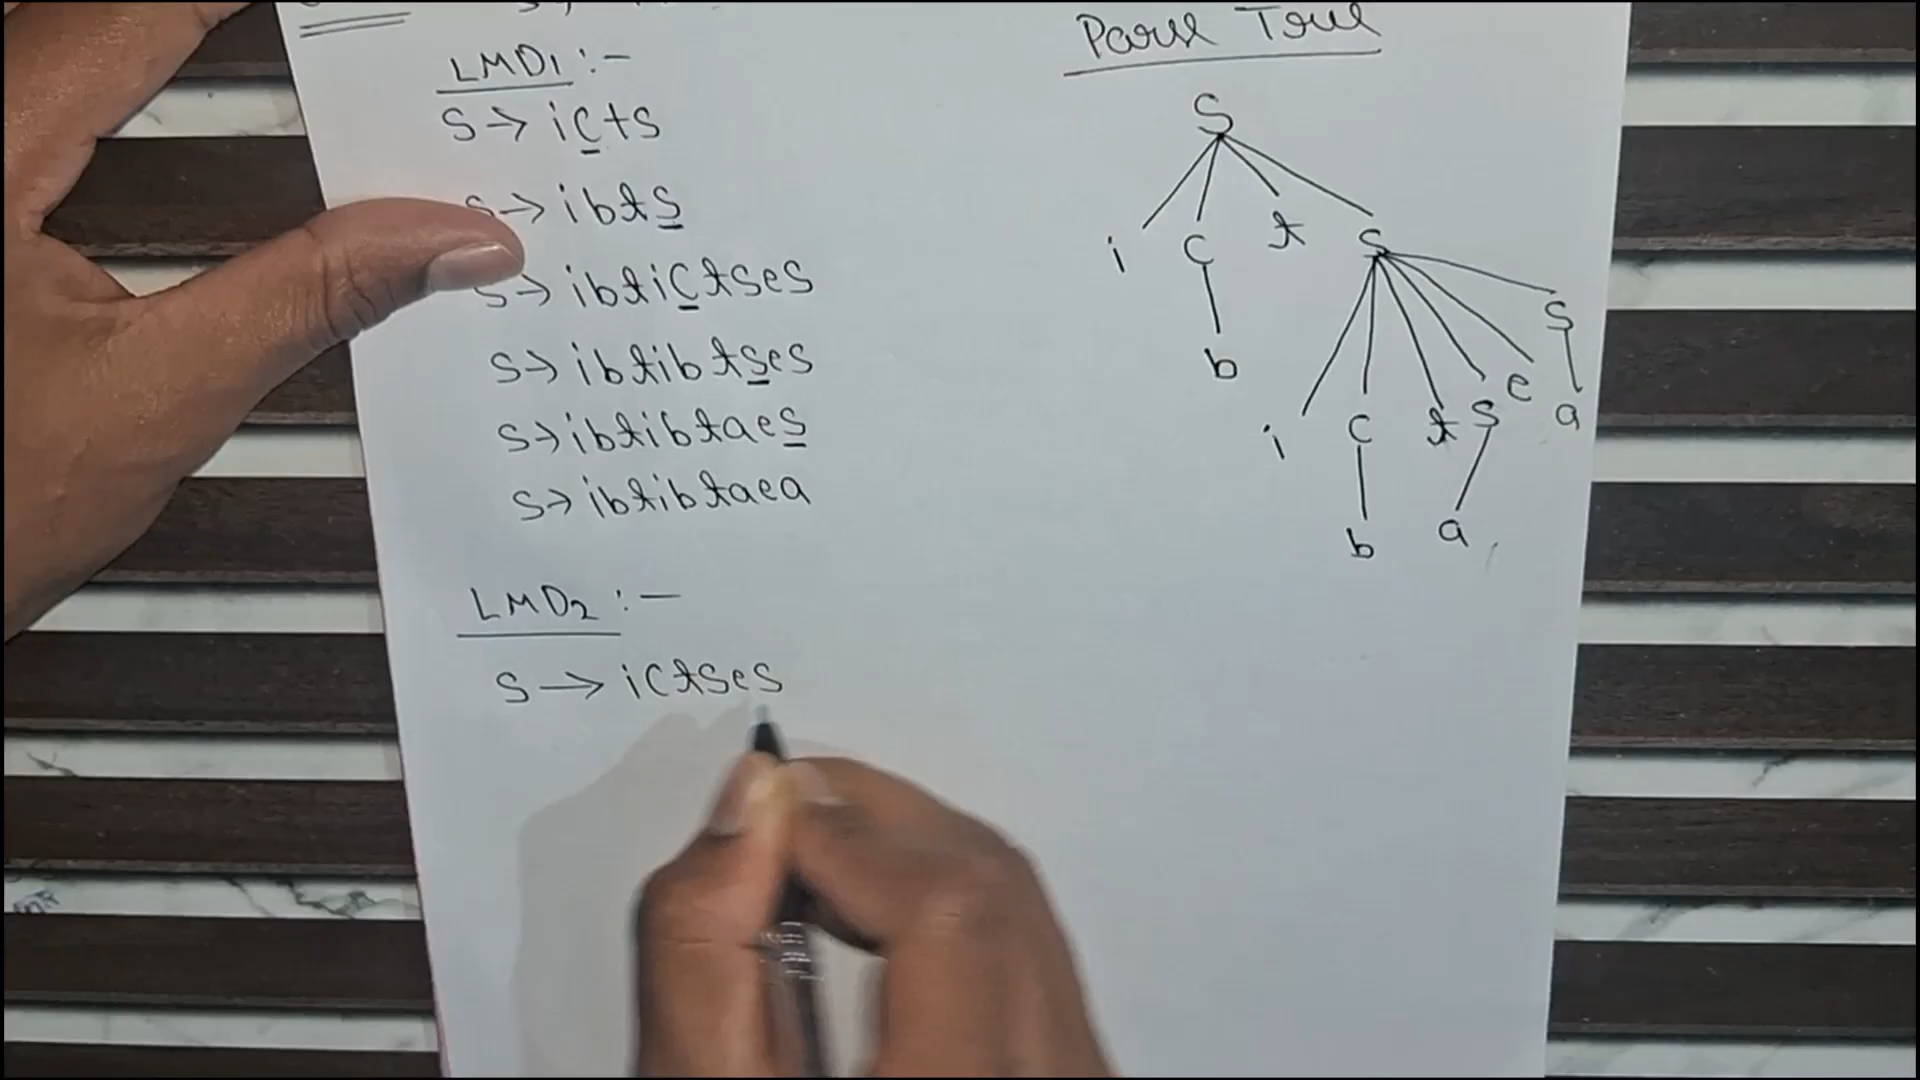 LMD1 :-
S → icts
S → ibts
S → ibtictses
S → ibtibtses
S → ibtibtaes
S → ibtibtaea
LMD2 :-
S → ictses
Parse Tree
S
i c t s
b
i c t s e s
b a a